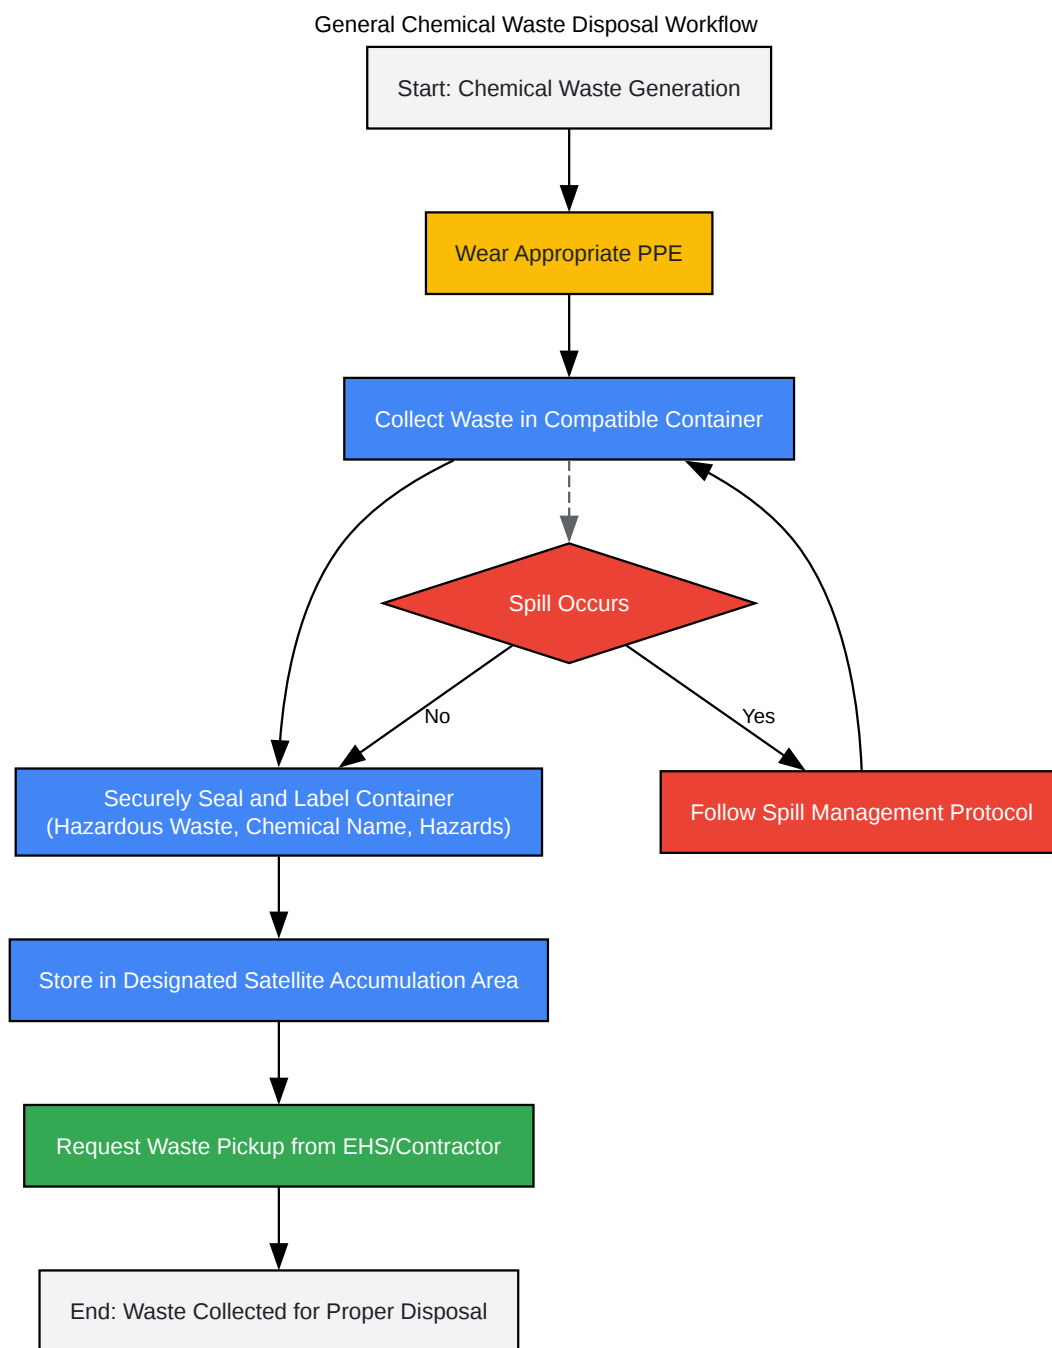 General Chemical Waste Disposal Workflow
Start: Chemical Waste Generation
Wear Appropriate PPE
Collect Waste in Compatible Container
Spill Occurs
No
Yes
Securely Seal and Label Container
(Hazardous Waste, Chemical Name, Hazards)
Follow Spill Management Protocol
Store in Designated Satellite Accumulation Area
Request Waste Pickup from EHS/Contractor
End: Waste Collected for Proper Disposal